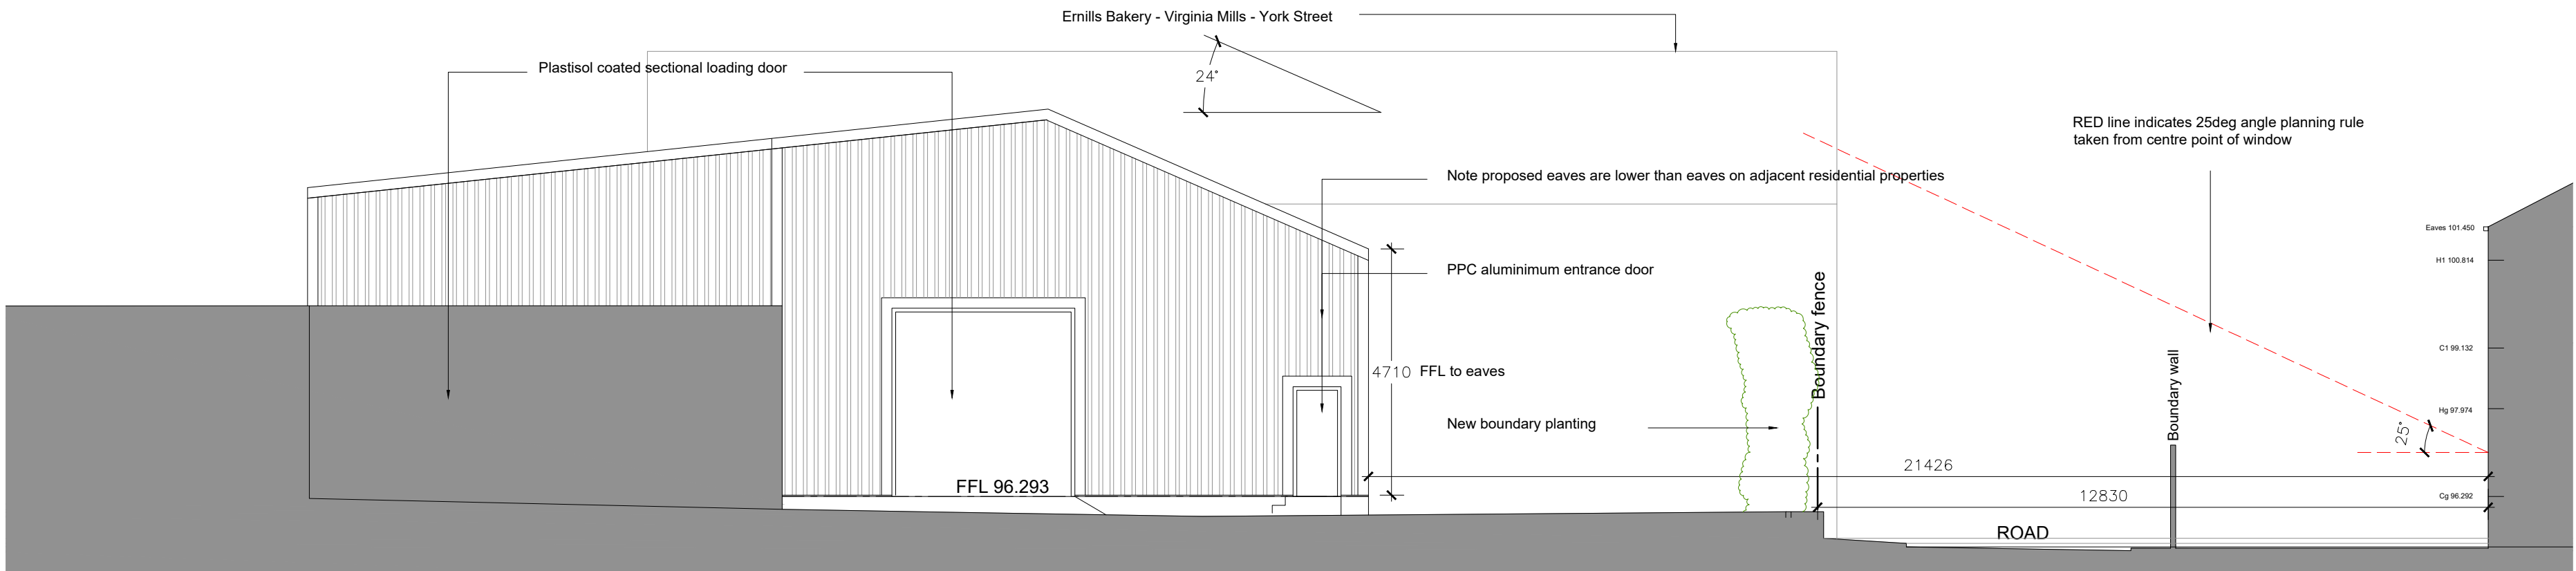 Ernills Bakery - Virginia Mills - York Street
24°
Plastisol coated sectional loading door
RED line indicates 25deg angle planning rule
taken from centre point of window
Note proposed eaves are lower than eaves on adjacent residential properties
Eaves 101.450
H1 100.814
PPC aluminimum entrance door
Boundary fence
C1 99.132
Boundary wall
4710 FFL to eaves
Hg 97.974
New boundary planting
25°
21426
FFL 96.293
12830
Cg 96.292
ROAD